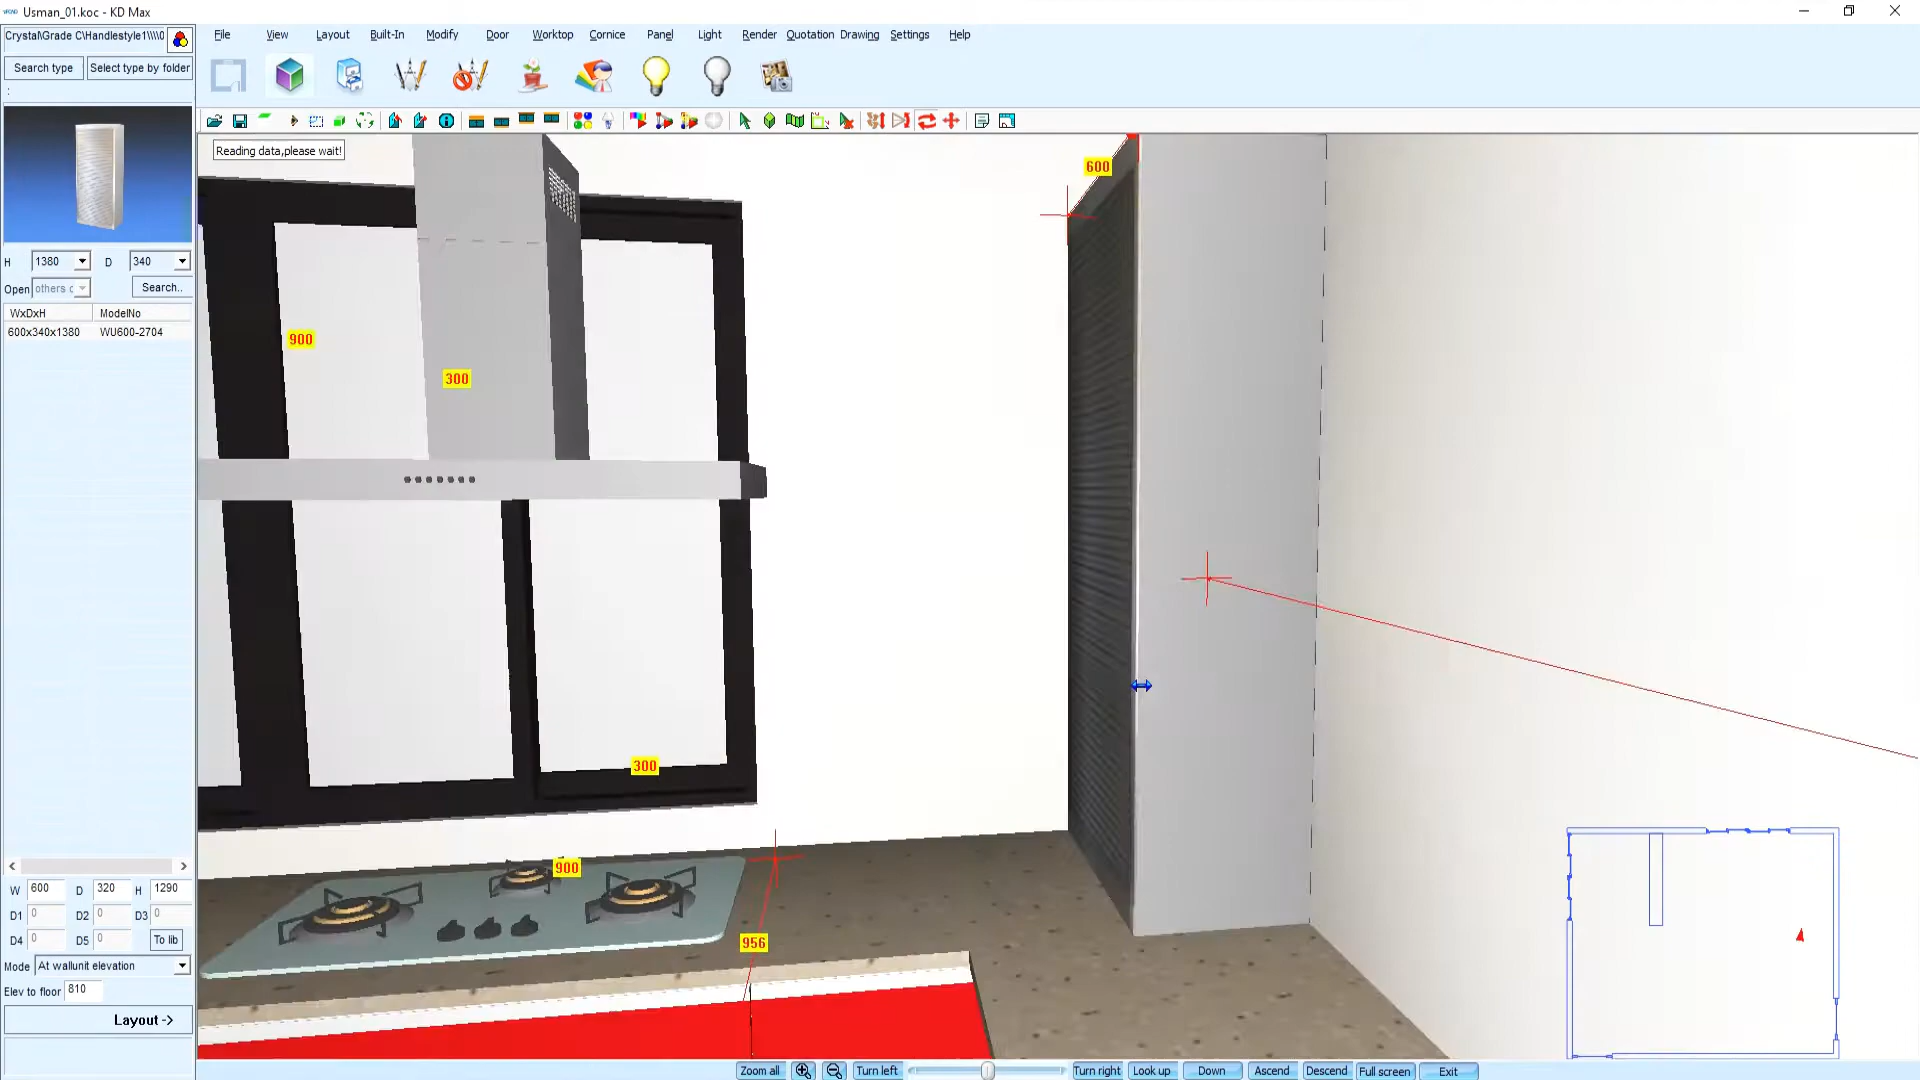 Usman_01.koc - KD Max
Crystal\Grade C\Handlestyle1\\\\0
File View Layout Built-In Modify Door Worktop Cornice Panel Light Render Quotation Drawing Settings Help
Search type Select type by folder
:
Reading data,please wait!
600
H 1380 D 340
Open others c Search..
WxDxH ModelNo
600x340x1380 WU600-2704
900
300
300
900
956
W 600 D 320 H 1290
D1 0 D2 0 D3 0
D4 0 D5 0 To lib
Mode At wallunit elevation
Elev to floor 810
Layout ->
Zoom all Turn left Turn right Look up Down Ascend Descend Full screen Exit